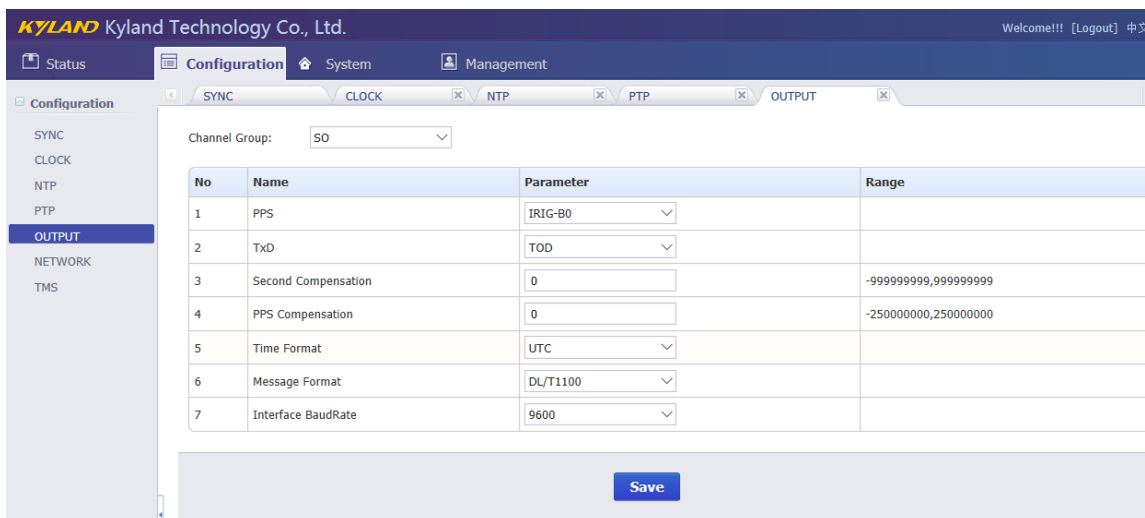 KYLAND Kyland Technology Co., Ltd.
Welcome!!! [Logout] 中文
Status
Configuration
System
Management
Configuration
SYNC
CLOCK
NTP
PTP
OUTPUT
NETWORK
TMS
SYNC CLOCK NTP PTP OUTPUT
Channel Group: SO
No Name Parameter Range
1 PPS IRIG-B0
2 TxD TOD
3 Second Compensation 0 -999999999,999999999
4 PPS Compensation 0 -250000000,250000000
5 Time Format UTC
6 Message Format DL/T1100
7 Interface BaudRate 9600
Save